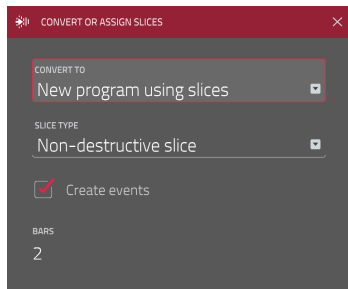 CONVERT OR ASSIGN SLICES
CONVERT TO
New program using slices
SLICE TYPE
Non-destructive slice
Create events
BARS
2